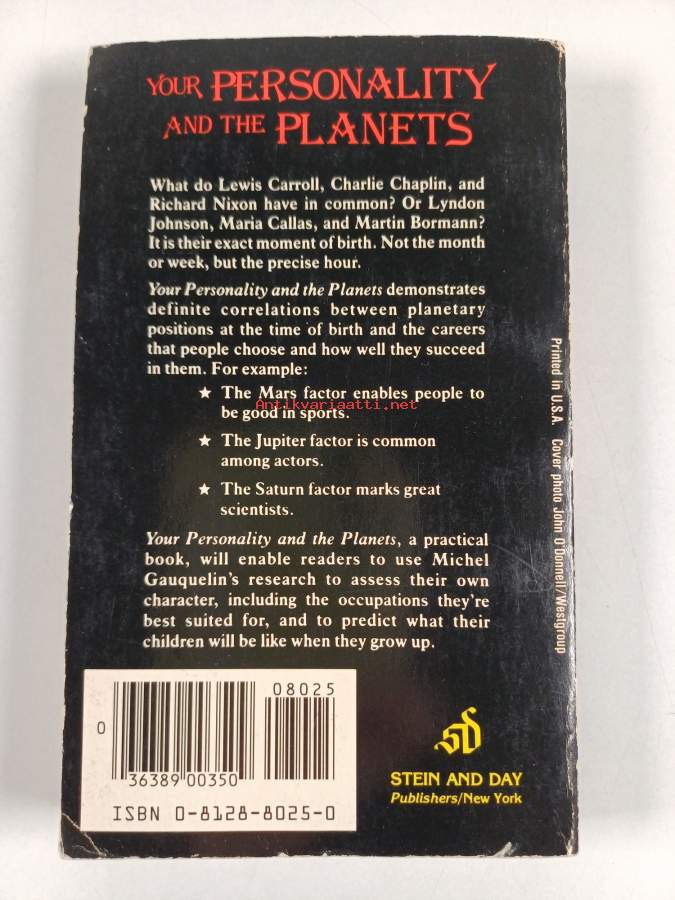 YOUR PERSONALITY
AND THE PLANETS
What do Lewis Carroll, Charlie Chaplin, and
Richard Nixon have in common? Or Lyndon
Johnson, Maria Callas, and Martin Bormann?
It is their exact moment of birth. Not the month
or week, but the precise hour.
Your Personality and the Planets demonstrates
definite correlations between planetary
positions at the time of birth and the careers
that people choose and how well they succeed
in them. For example:
★ The Mars factor enables people to
Antikvariaatti.net
be good in sports.
★ The Jupiter factor is common
among actors.
★ The Saturn factor marks great
scientists.
Your Personality and the Planets, a practical
book, will enable readers to use Michel
Gauquelin's research to assess their own
character, including the occupations they're
best suited for, and to predict what their
children will be like when they grow up.
Printed in U.S.A. Cover photo John O'Donnell/Westgroup
08025
0
36389 00350
ISBN 0-8128-8025-0
sd
STEIN AND DAY
Publishers/New York